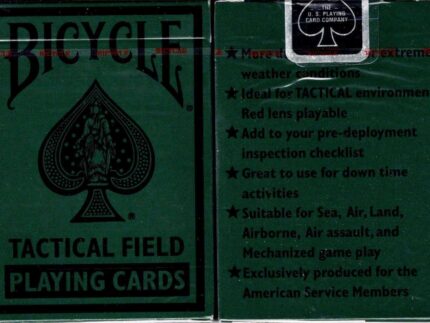 BICYCLE
®
®
TACTICAL FIELD
PLAYING CARDS
THE
U. S. PLAYING
CARD COMPANY
★ More d extreme
weather conditions
★ Ideal for TACTICAL environmen
Red lens playable
★ Add to your pre-deployment
inspection checklist
★ Great to use for down time
activities
★ Suitable for Sea, Air, Land,
Airborne, Air assault, and
Mechanized game play
★ Exclusively produced for the
American Service Members